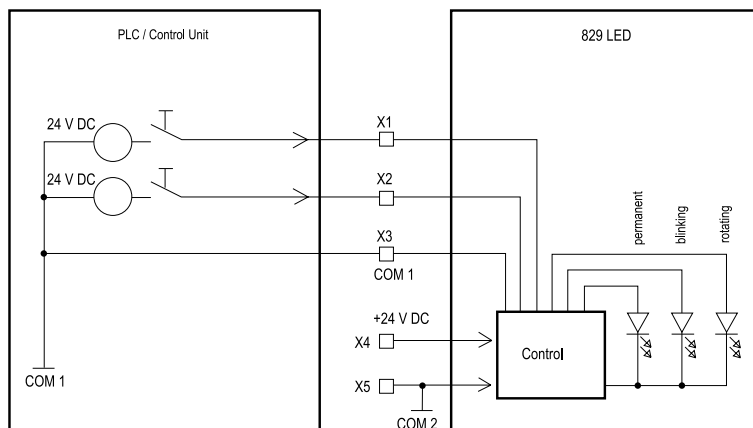 PLC / Control Unit
829 LED
24 V DC
X1
24 V DC
X2
X3
COM 1
permanent
blinking
rotating
+24 V DC
X4
Control
COM 1
X5
COM 2